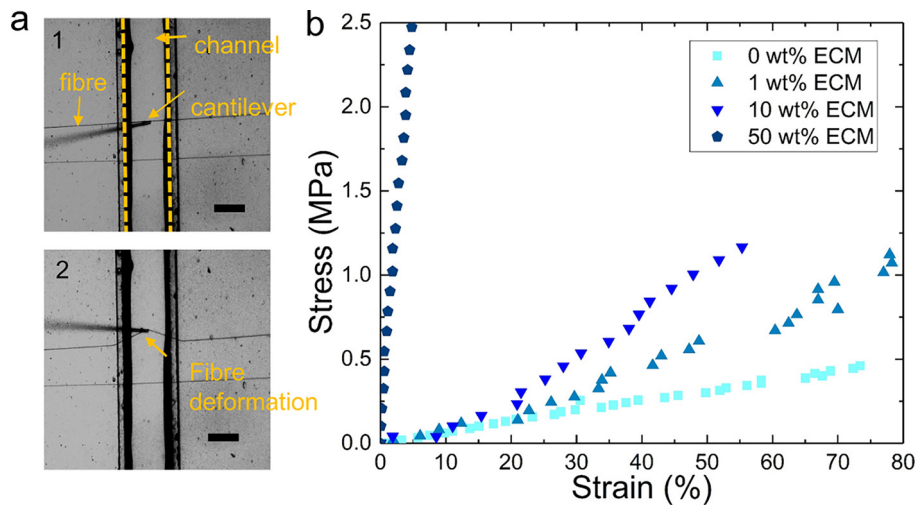 a
1
channel
fibre
cantilever
2
Fibre
deformation
b
2.5
2.0
1.5
1.0
0.5
0.0
Stress (MPa)
0 wt% ECM
1 wt% ECM
10 wt% ECM
50 wt% ECM
0 10 20 30 40 50 60 70 80
Strain (%)